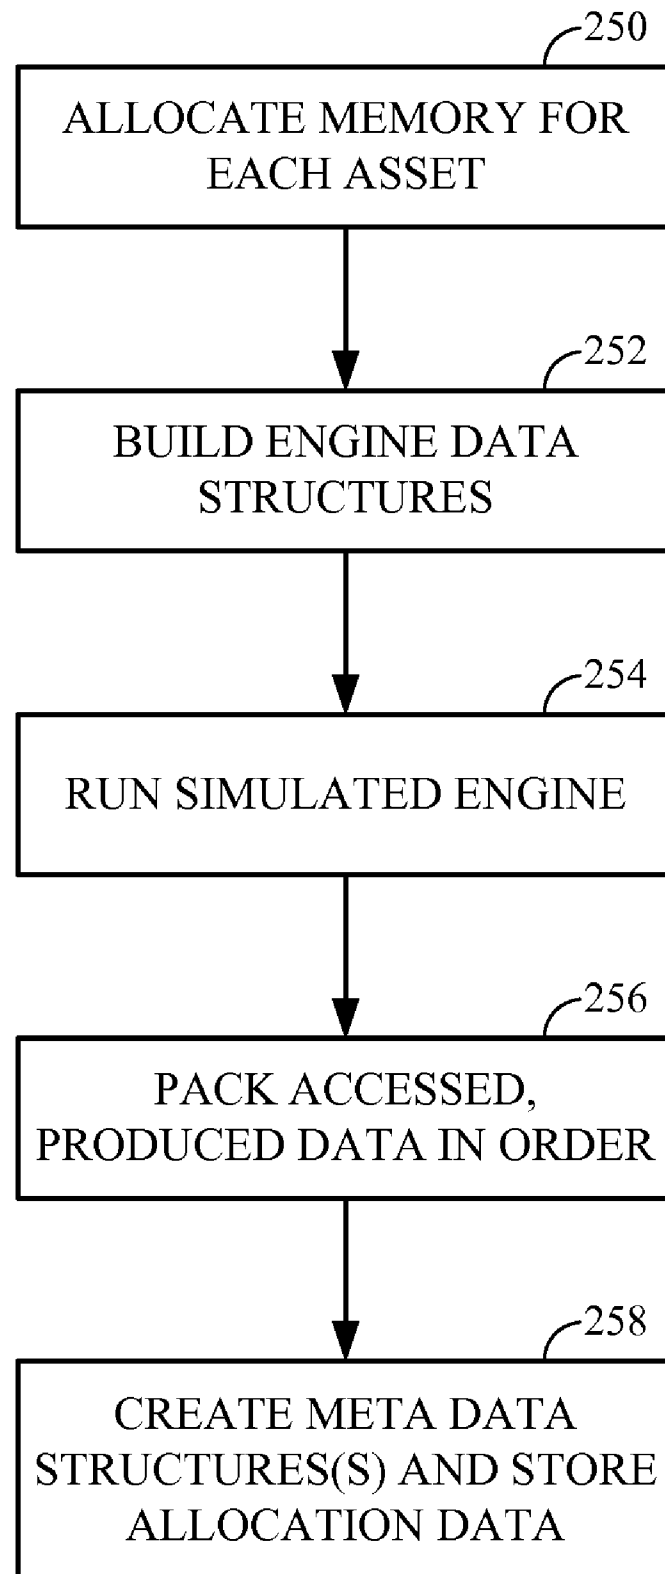 250
ALLOCATE MEMORY FOR
EACH ASSET
252
BUILD ENGINE DATA
STRUCTURES
254
RUN SIMULATED ENGINE
256
PACK ACCESSED,
PRODUCED DATA IN ORDER
258
CREATE META DATA
STRUCTURES(S) AND STORE
ALLOCATION DATA